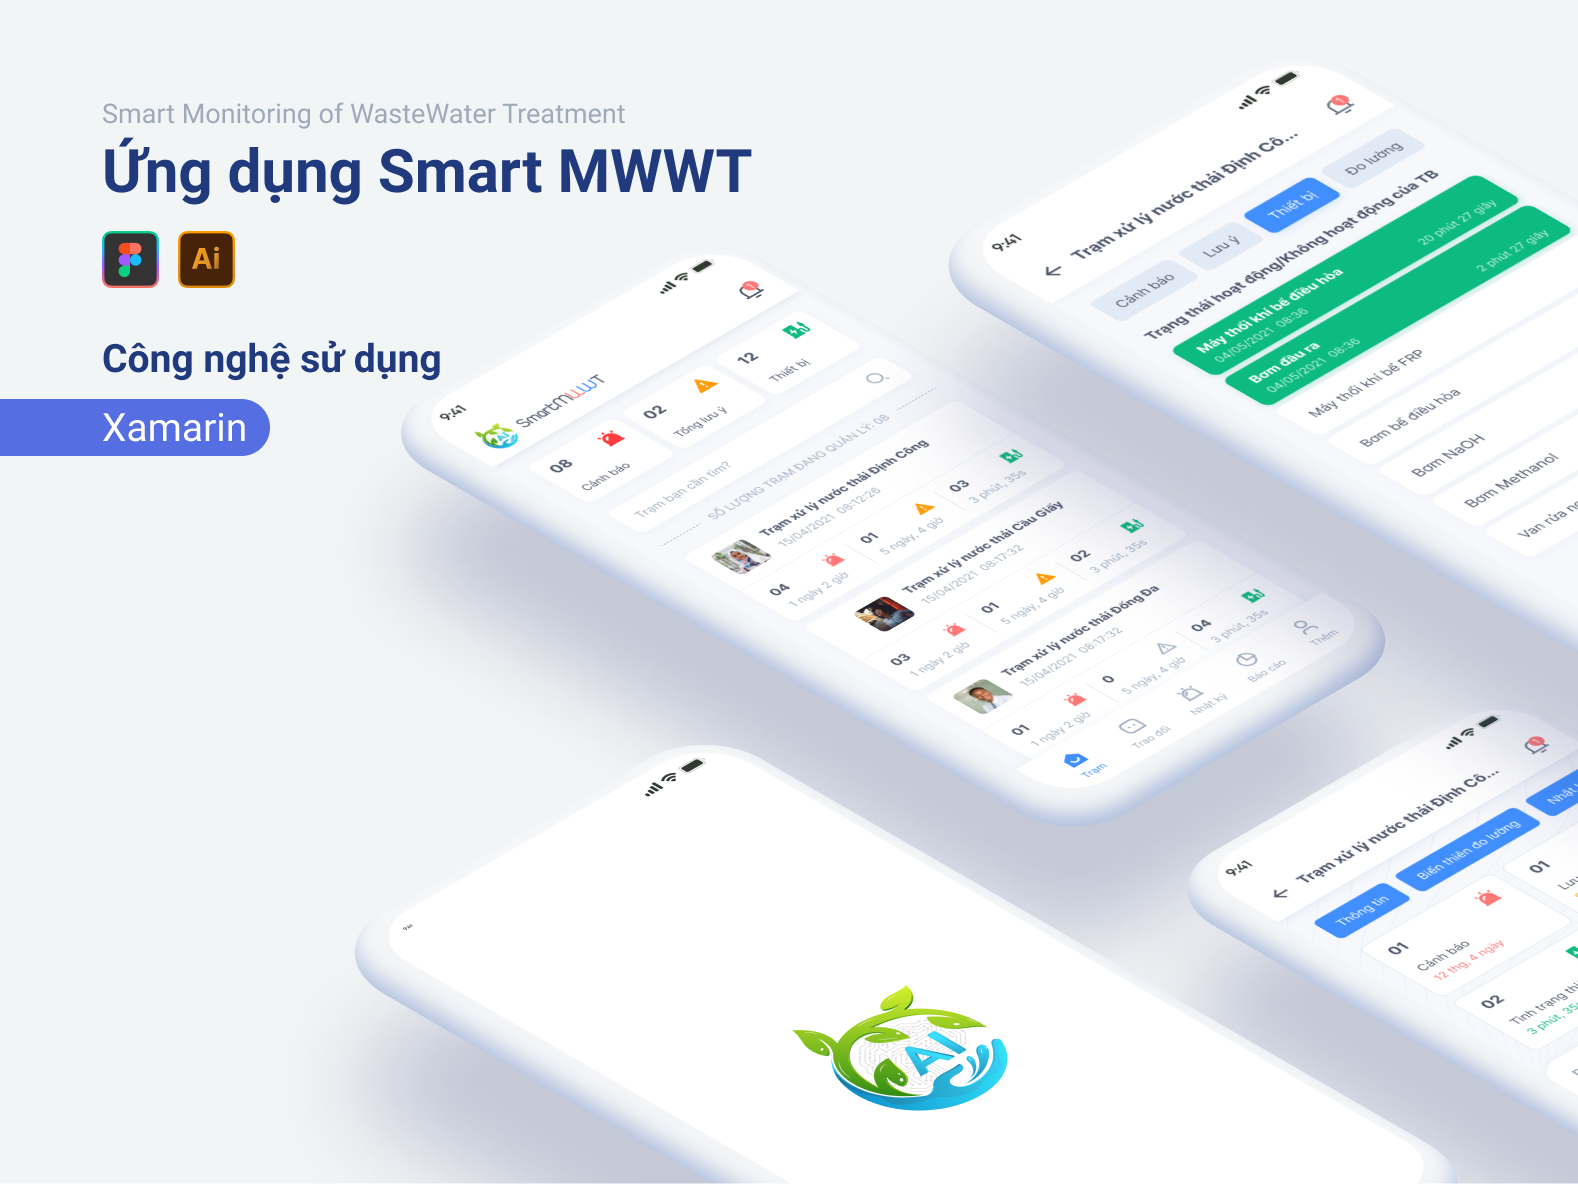 Smart Monitoring of WasteWater Treatment
Ứng dụng Smart MWWT
Ai
Công nghệ sử dụng
Xamarin
9:41
SmartMWWT
08
Cảnh báo
02
Tổng lưu ý
12
Thiết bị
1
Trạm bạn cần tìm?
SỐ LƯỢNG TRẠM ĐANG QUẢN LÝ: 08
Trạm xử lý nước thải Định Công
15/04/2021 08:12:26
04
1 ngày 2 giờ
01
5 ngày, 4 giờ
03
3 phút, 35s
Trạm xử lý nước thải Cầu Giấy
15/04/2021 08:17:32
03
1 ngày 2 giờ
01
5 ngày, 4 giờ
02
3 phút, 35s
Trạm xử lý nước thải Đống Đa
15/04/2021 08:17:32
01
1 ngày 2 giờ
0
5 ngày, 4 giờ
04
3 phút, 35s
Trạm
Trao đổi
Nhật ký
Báo cáo
Thêm
9:41
1
Trạm xử lý nước thải Định Cô...
Cảnh báo
Lưu ý
Thiết bị
Đo lường
Trạng thái hoạt động/Không hoạt động của TB
Máy thổi khí bể điều hòa
04/05/2021 08:36
20 phút 27 giây
Bơm đầu ra
04/05/2021 08:36
2 phút 27 giây
Máy thổi khí bể FRP
Bơm bể điều hòa
Bơm NaOH
Bơm Methanol
Van rửa
9:41
AI
9:41
1
Trạm xử lý nước thải Định Cô...
Thông tin
Biến thiên đo lường
Nhật
01
Cảnh báo
12 thg, 4 ngày
01
Lưu
02
Tình trạng
3 phút, 35s